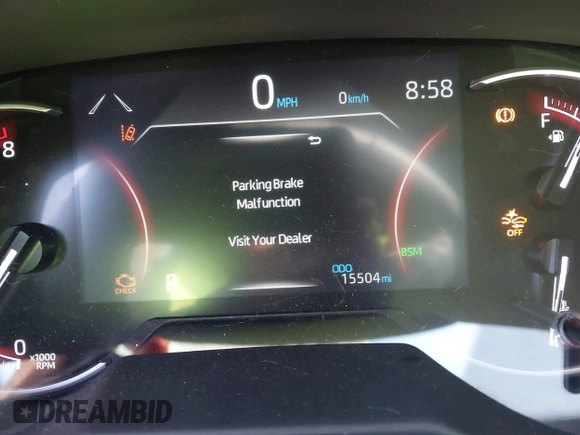 0 MPH 0 km/h 8:58
8
F
Parking Brake
Malfunction
Visit Your Dealer
OFF
BSM
ODO
15504 mi
CHECK
P
0 x1000
RPM
DREAMBID